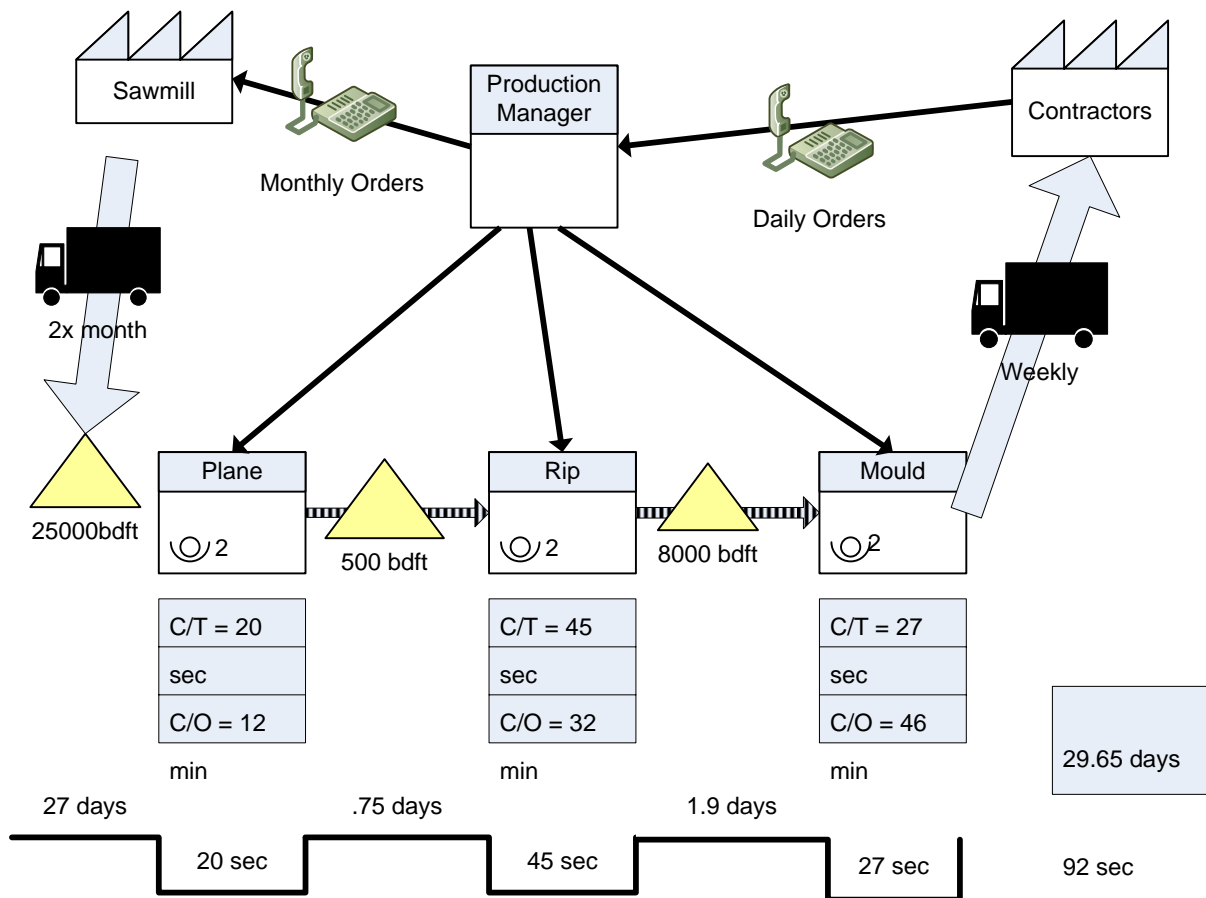 Sawmill
Production
Manager
Contractors
Monthly Orders
Daily Orders
2x month
Weekly
25000bdft
Plane
2
500 bdft
Rip
2
8000 bdft
Mould
2
C/T = 20
sec
C/O = 12
min
C/T = 45
sec
C/O = 32
min
C/T = 27
sec
C/O = 46
min
29.65 days
27 days
.75 days
1.9 days
20 sec
45 sec
27 sec
92 sec